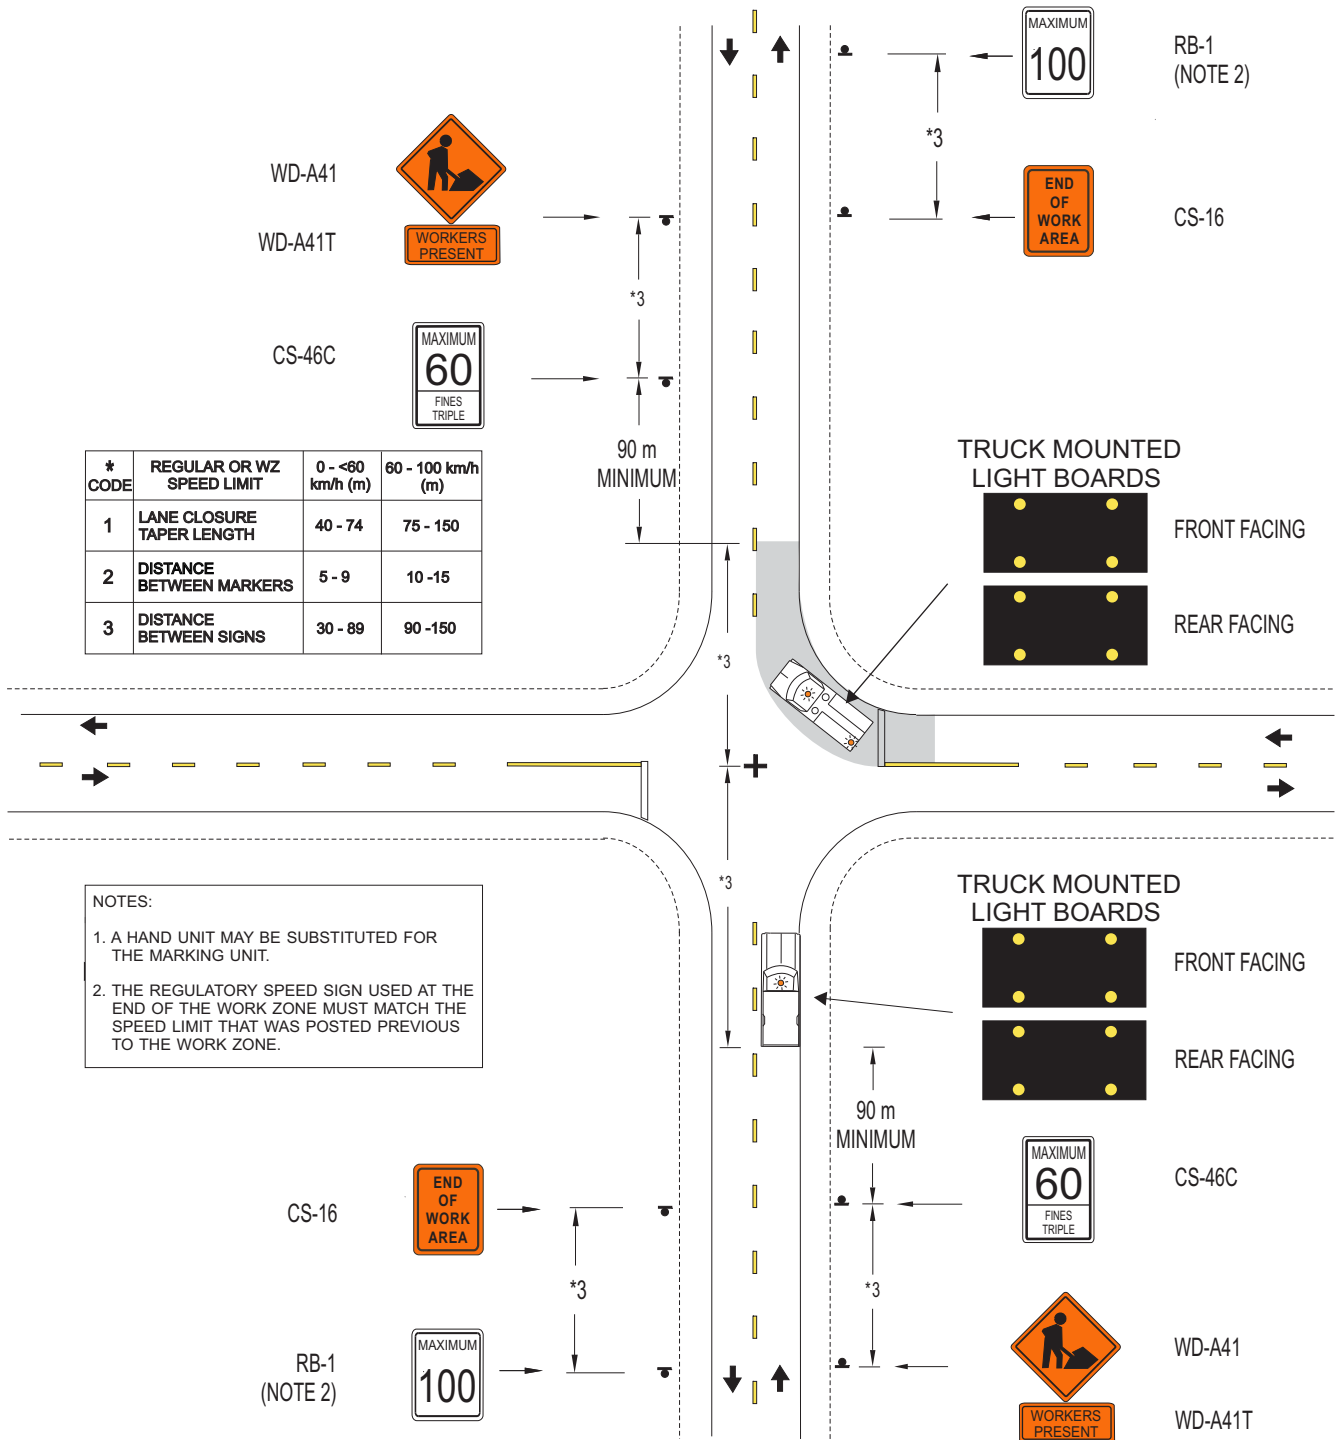 MAXIMUM
100
RB-1
(NOTE 2)
*3
END
OF
WORK
AREA
CS-16
WD-A41
WD-A41T
WORKERS
PRESENT
*3
CS-46C
MAXIMUM
60
FINES
TRIPLE
90 m
MINIMUM
* CODE REGULAR OR WZ SPEED LIMIT 0 - <60 km/h (m) 60 - 100 km/h (m)
1 LANE CLOSURE TAPER LENGTH 40 - 74 75 - 150
2 DISTANCE BETWEEN MARKERS 5 - 9 10 -15
3 DISTANCE BETWEEN SIGNS 30 - 89 90 -150
TRUCK MOUNTED
LIGHT BOARDS
FRONT FACING
REAR FACING
*3
*3
NOTES:
1. A HAND UNIT MAY BE SUBSTITUTED FOR
THE MARKING UNIT.
2. THE REGULATORY SPEED SIGN USED AT THE
END OF THE WORK ZONE MUST MATCH THE
SPEED LIMIT THAT WAS POSTED PREVIOUS
TO THE WORK ZONE.
TRUCK MOUNTED
LIGHT BOARDS
FRONT FACING
REAR FACING
90 m
MINIMUM
MAXIMUM
60
FINES
TRIPLE
CS-46C
CS-16
END
OF
WORK
AREA
*3
*3
RB-1
(NOTE 2)
MAXIMUM
100
WD-A41
WORKERS
PRESENT
WD-A41T